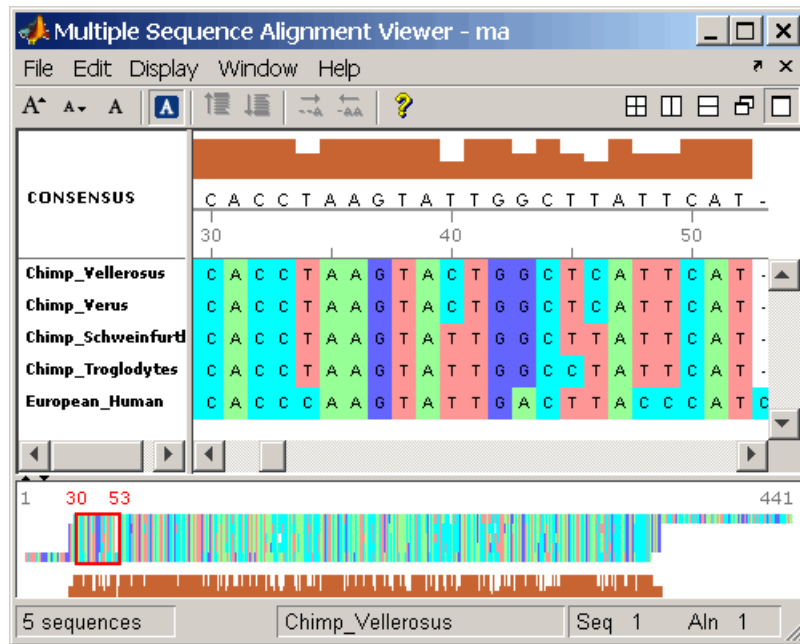 Multiple Sequence Alignment Viewer - ma
File Edit Display Window Help
A A A A ?
CONSENSUS C A C C T A A G T A T T G G C T T A T T C A T -
30 40 50
Chimp_Vellerosus C A C C T A A G T A C T G G C T C A T T C A T -
Chimp_Verus C A C C T A A G T A C T G G C T C A T T C A T -
Chimp_Schweinfurtl C A C C T A A G T A T T G G C T T A T T C A T -
Chimp_Troglodytes C A C C T A A G T A T T G G C C T A T T C A T -
European_Human C A C C C A A G T A T T G A C T T A C C C A T C
1 30 53 441
5 sequences Chimp_Vellerosus Seq 1 Aln 1